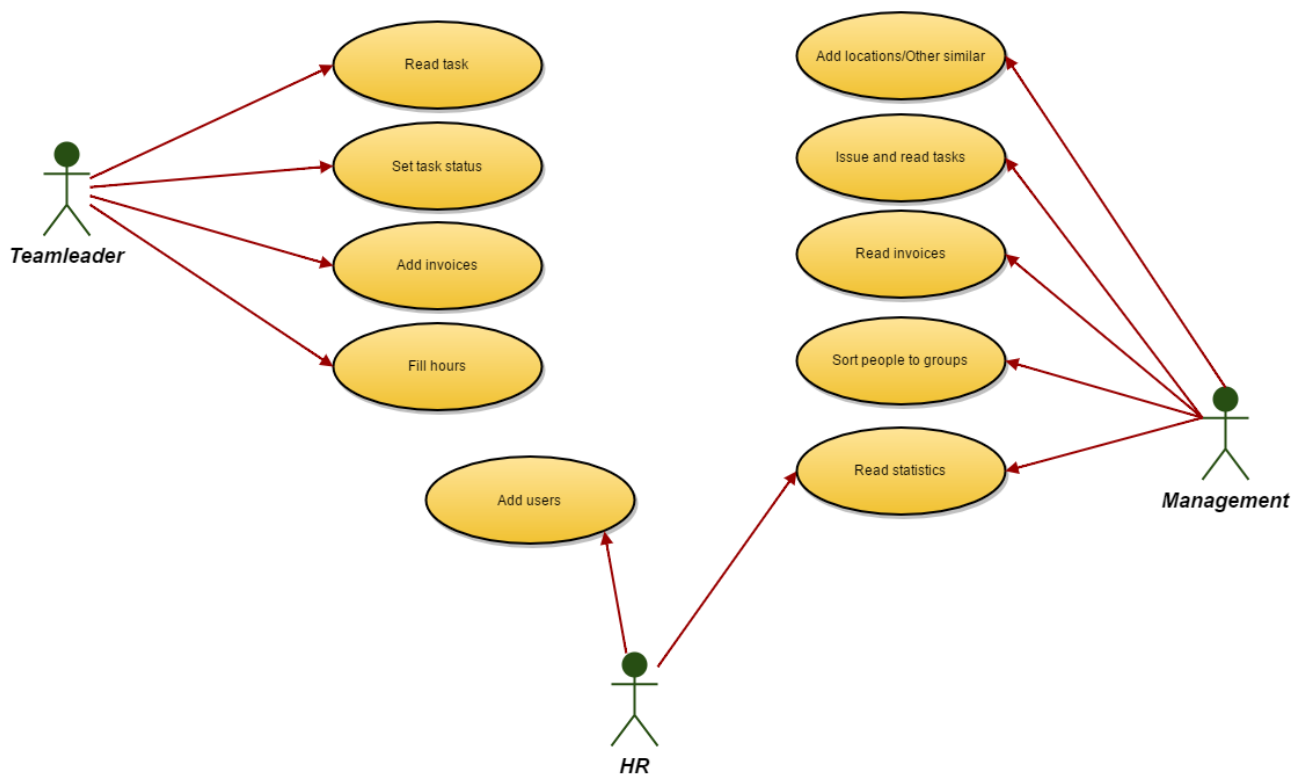 Read task
Set task status
Add invoices
Fill hours
Teamleader
Add locations/Other similar
Issue and read tasks
Read invoices
Sort people to groups
Read statistics
Management
Add users
HR